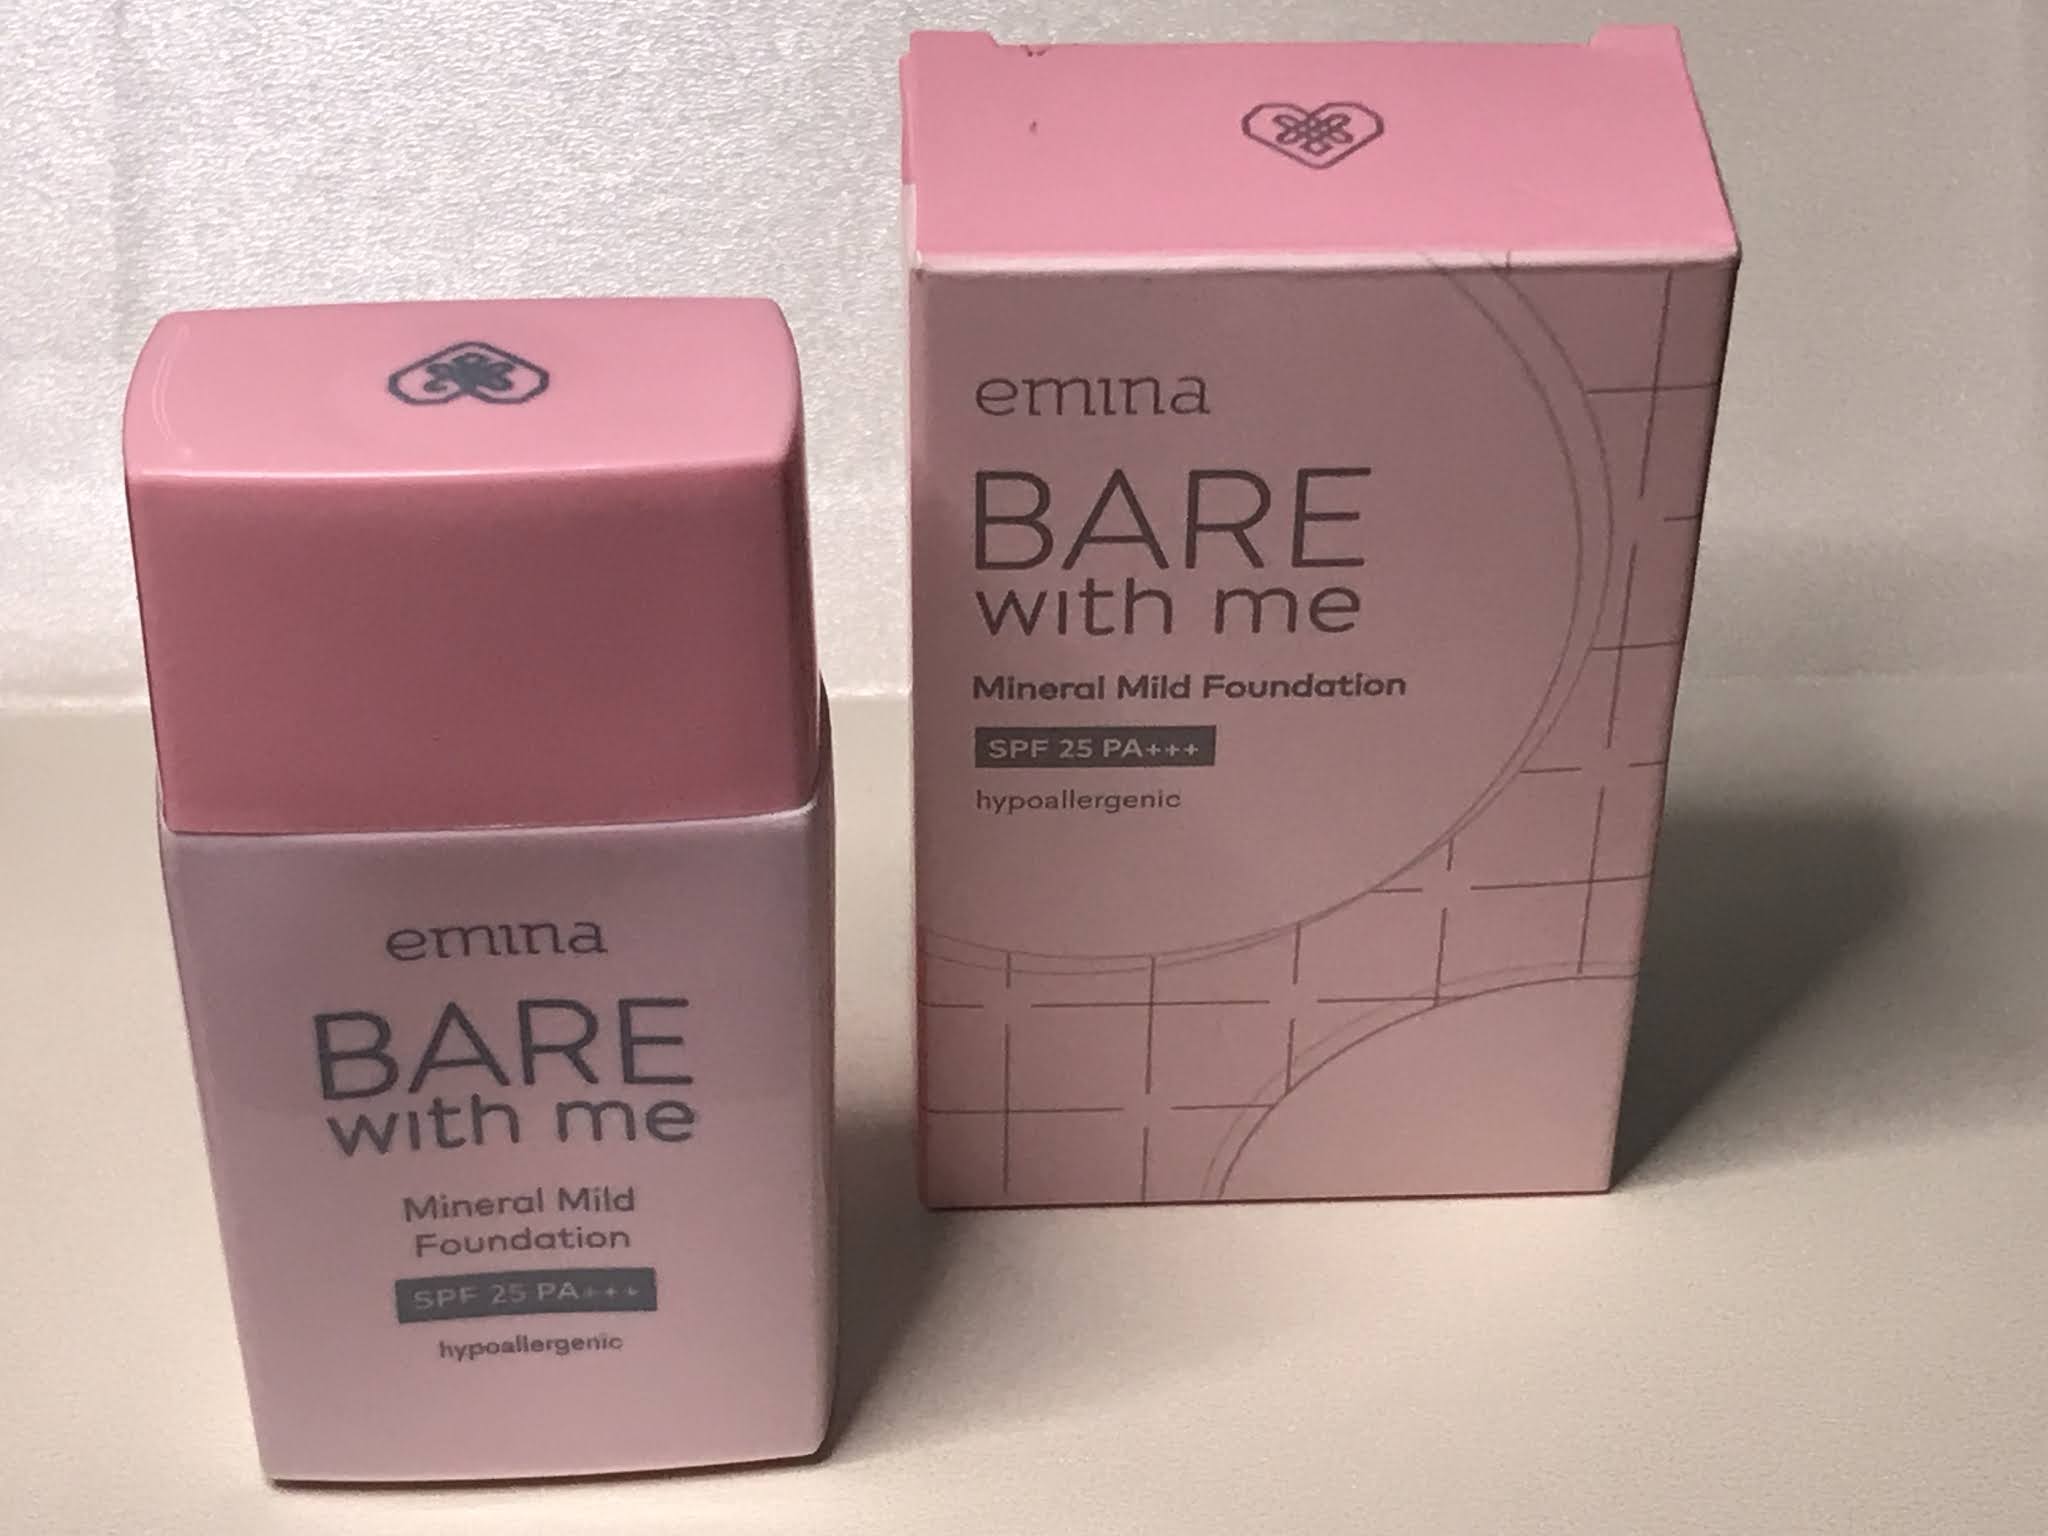 emina
BARE
with me
Mineral Mild
Foundation
SPF 25 PA+++
hypoallergenic
emina
BARE
with me
Mineral Mild Foundation
SPF 25 PA+++
hypoallergenic